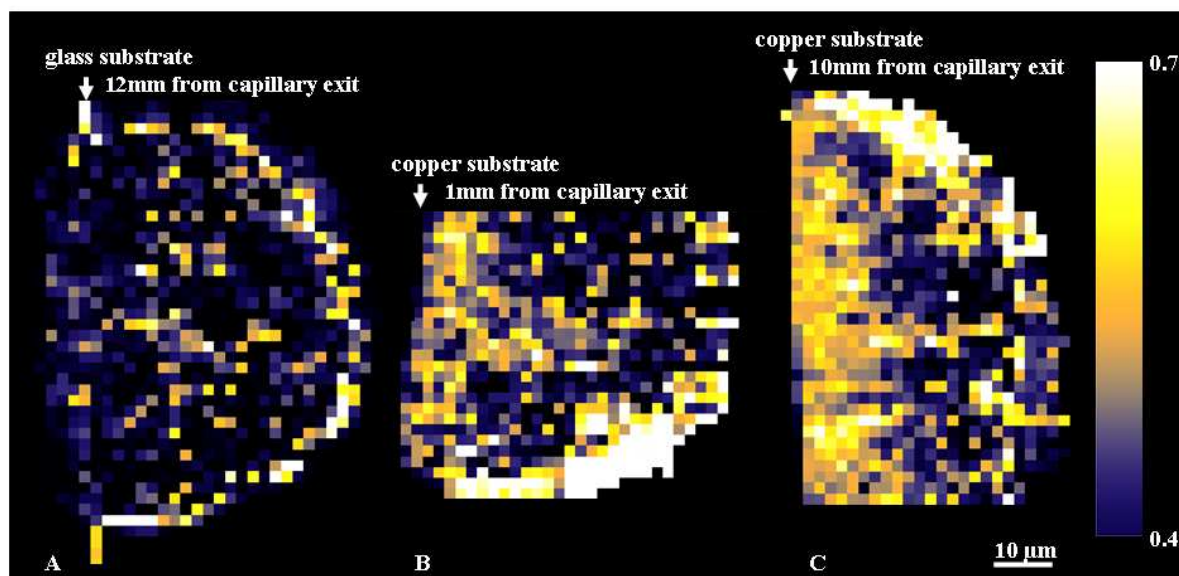 glass substrate
12mm from capillary exit
copper substrate
1mm from capillary exit
copper substrate
10mm from capillary exit
0.7
0.4
10 µm
A
B
C